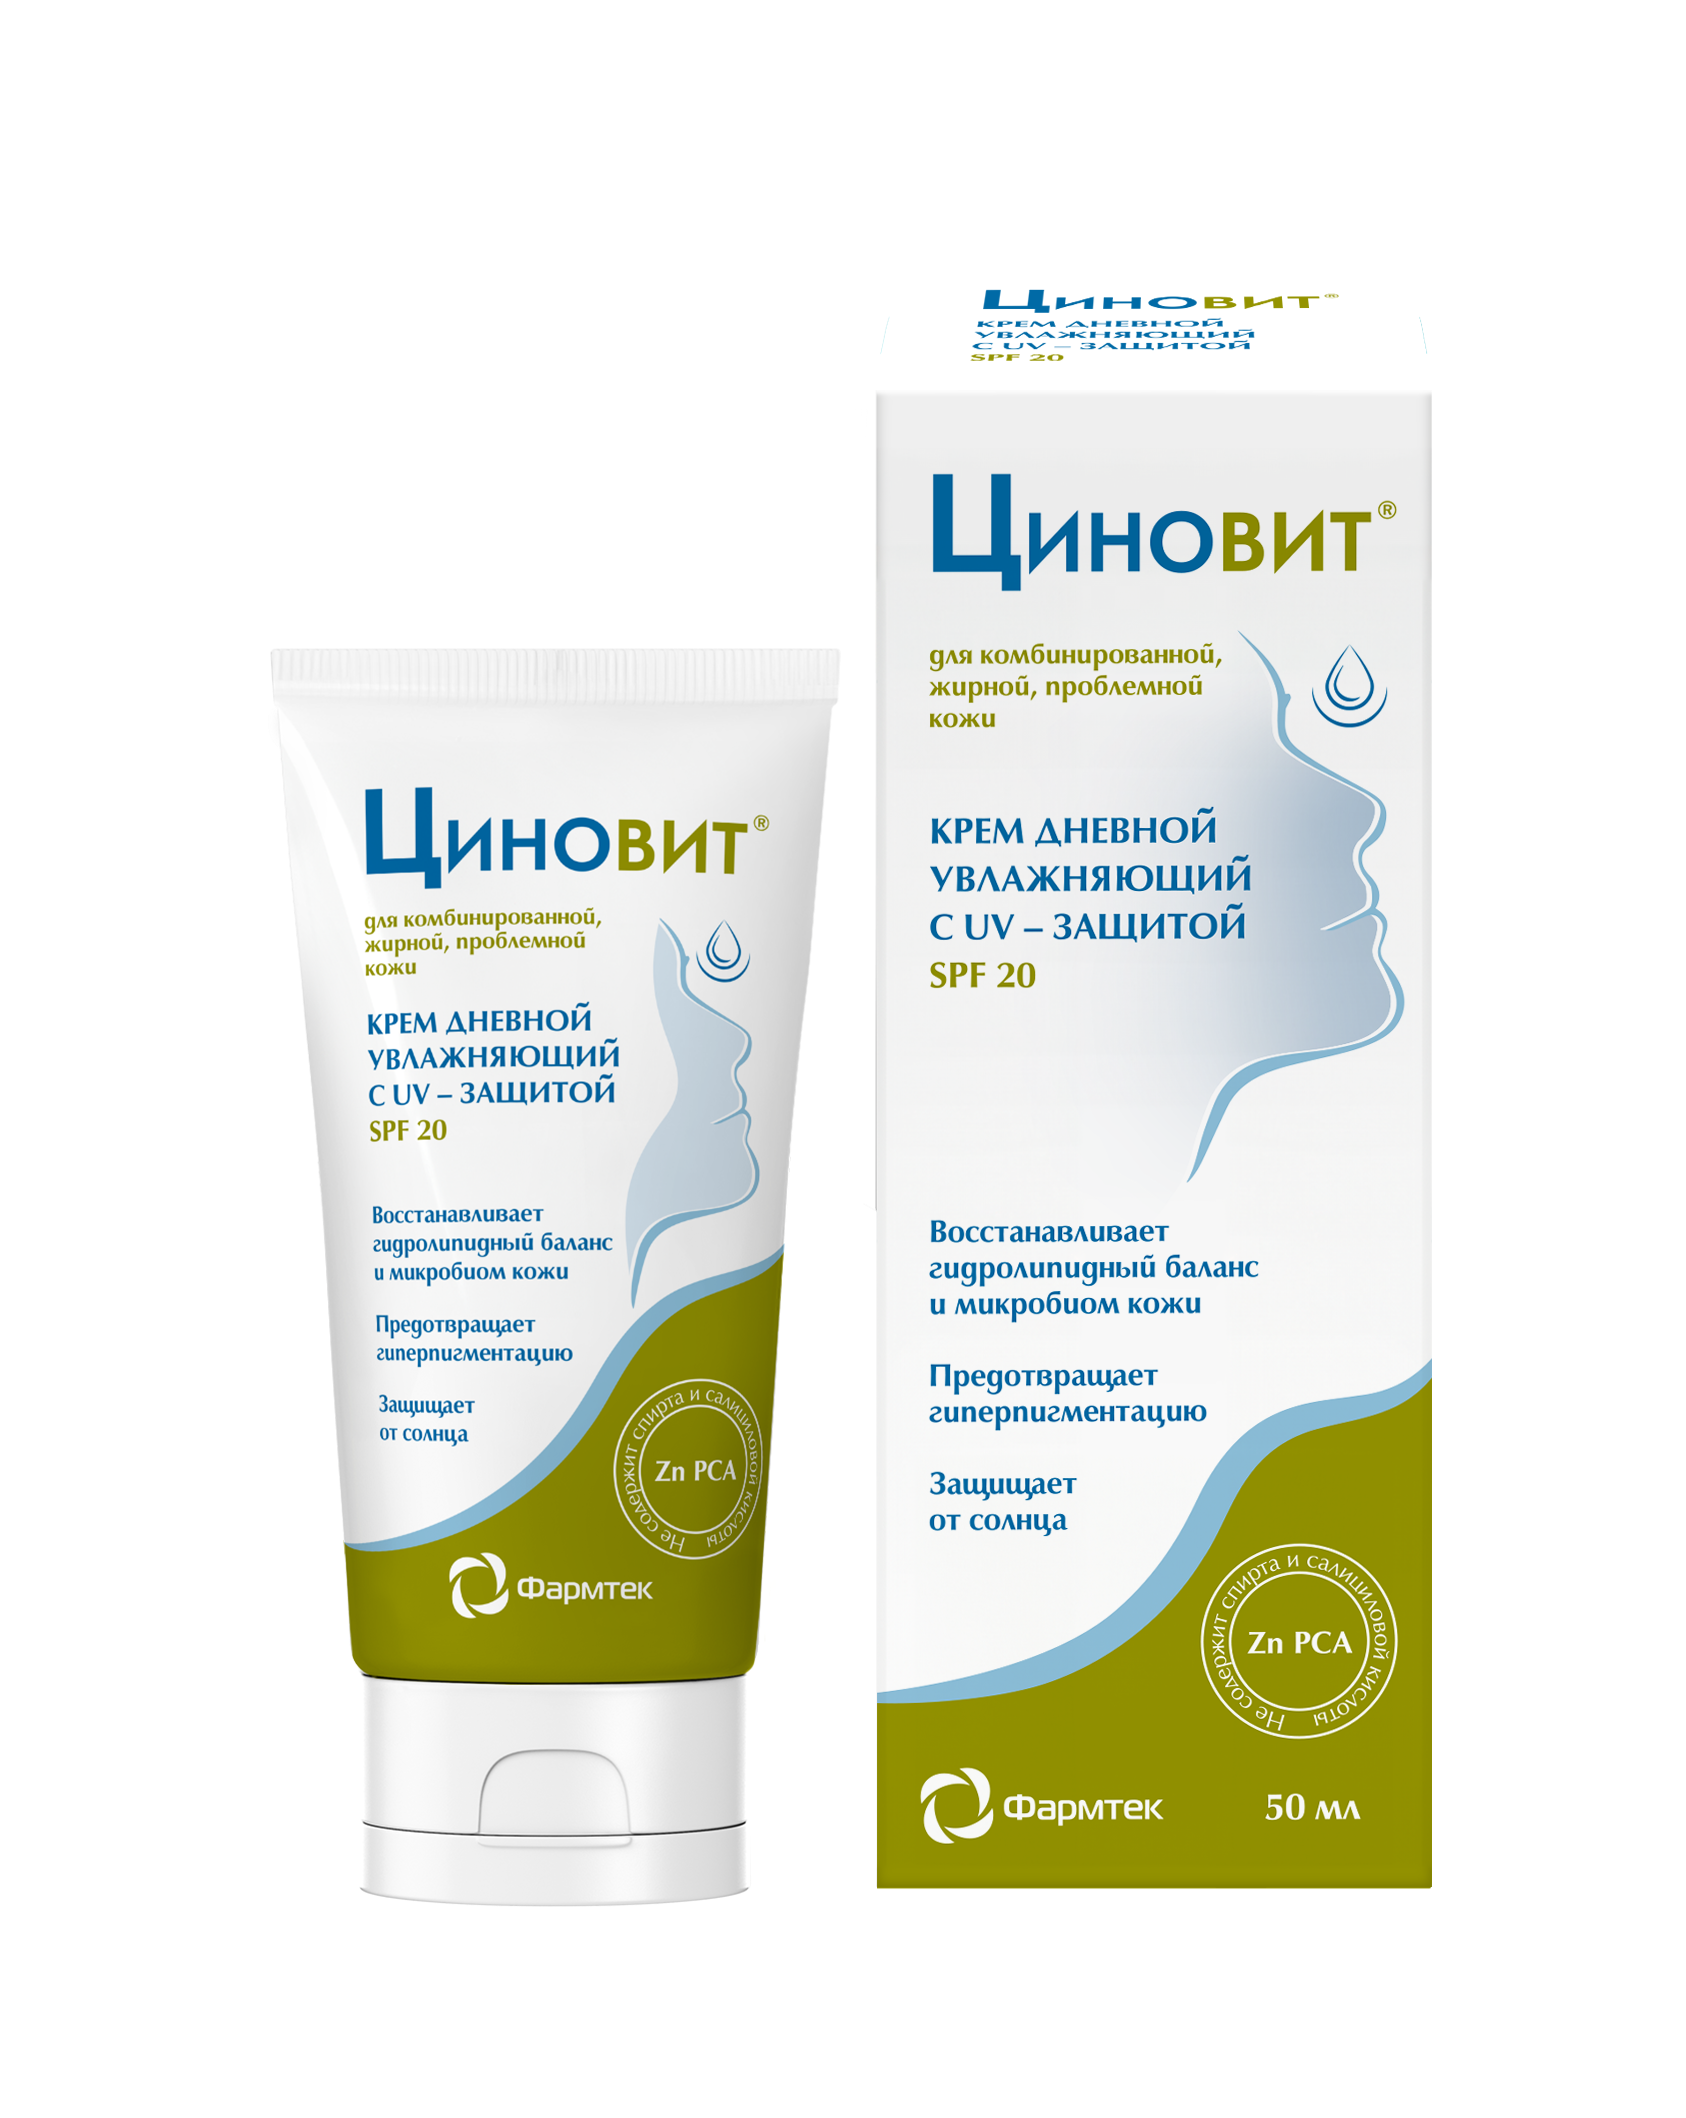 Циновит®
для комбинированной,
жирной, проблемной
кожи
КРЕМ ДНЕВНОЙ
УВЛАЖНЯЮЩИЙ
С UV – ЗАЩИТОЙ
SPF 20
Восстанавливает
гидролипидный баланс
и микробиом кожи
Предотвращает
гиперпигментацию
Защищает
от солнца
Не содержит спирта и салициловой кислоты
Zn PCA
Фармтек
Циновит®
КРЕМ ДНЕВНОЙ
УВЛАЖНЯЮЩИЙ
С UV – ЗАЩИТОЙ
SPF 20
Циновит®
для комбинированной,
жирной, проблемной
кожи
КРЕМ ДНЕВНОЙ
УВЛАЖНЯЮЩИЙ
С UV – ЗАЩИТОЙ
SPF 20
Восстанавливает
гидролипидный баланс
и микробиом кожи
Предотвращает
гиперпигментацию
Защищает
от солнца
Не содержит спирта и салициловой кислоты
Zn PCA
Фармтек
50 мл